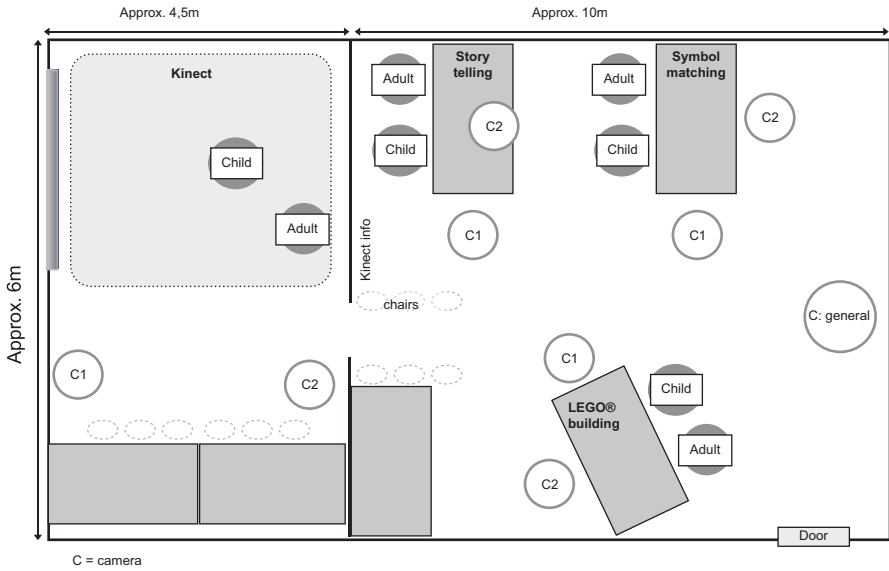 Approx. 4,5m
Approx. 10m
Approx. 6m
Kinect
Child
Adult
C1
C2
Kinect info
chairs
Adult
Child
Story
telling
C2
C1
Adult
Child
Symbol
matching
C2
C1
C: general
C1
C2
LEGO®
building
Child
Adult
Door
C = camera